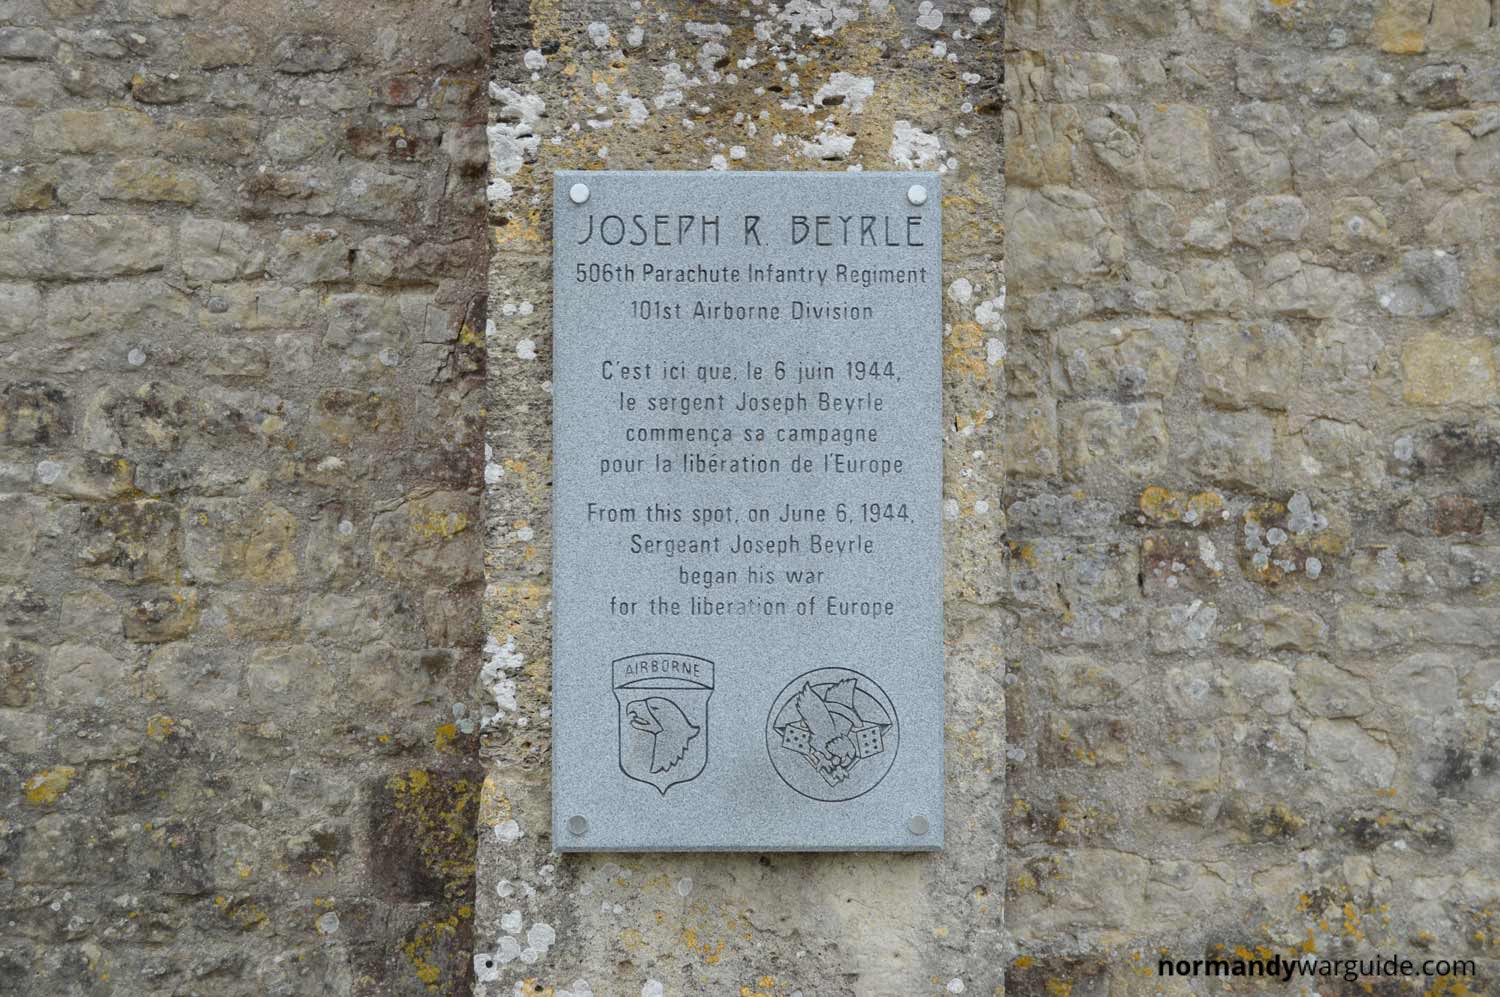 JOSEPH R. BEYRLE
506th Parachute Infantry Regiment
101st Airborne Division
C'est ici que, le 6 juin 1944,
le sergent Joseph Beyrle
commença sa campagne
pour la libération de l'Europe
From this spot, on June 6, 1944,
Sergeant Joseph Beyrle
began his war
for the liberation of Europe
AIRBORNE
normandywarguide.com